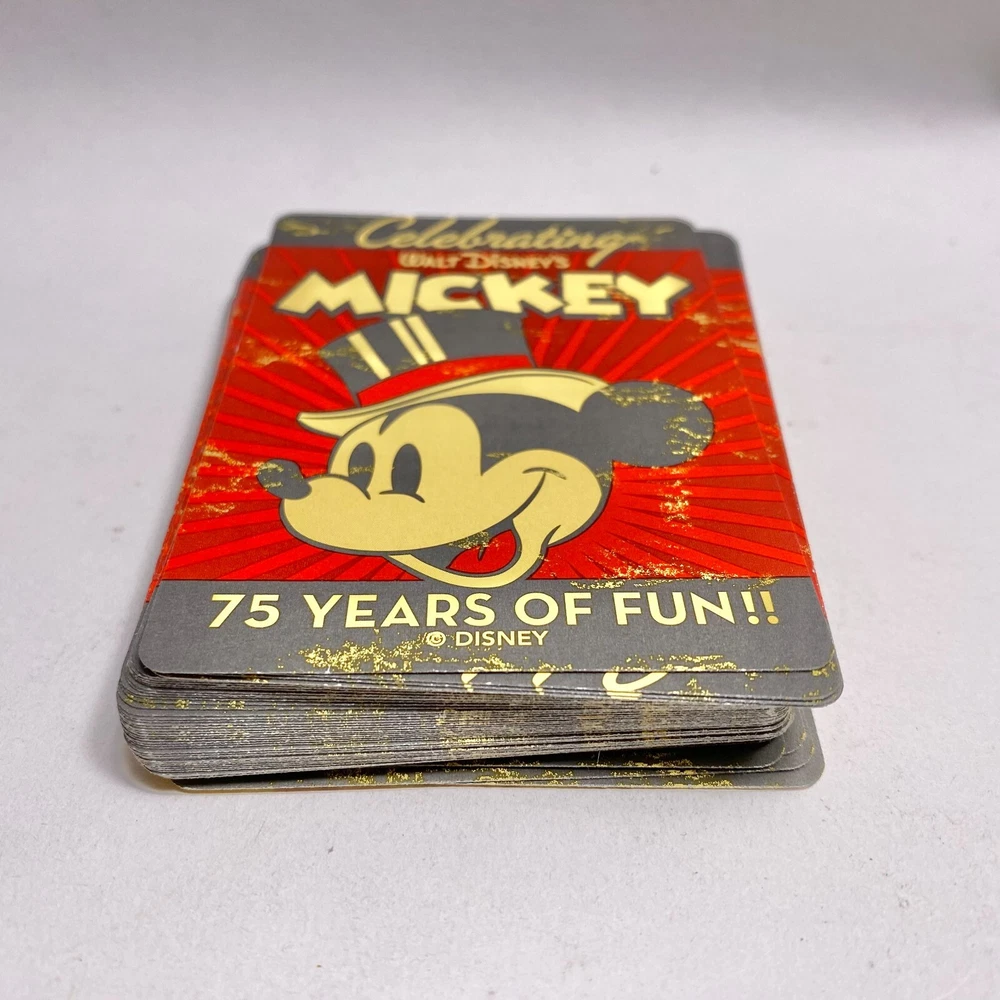 Celebrating
WALT DISNEY'S
MICKEY
75 YEARS OF FUN!!
© DISNEY